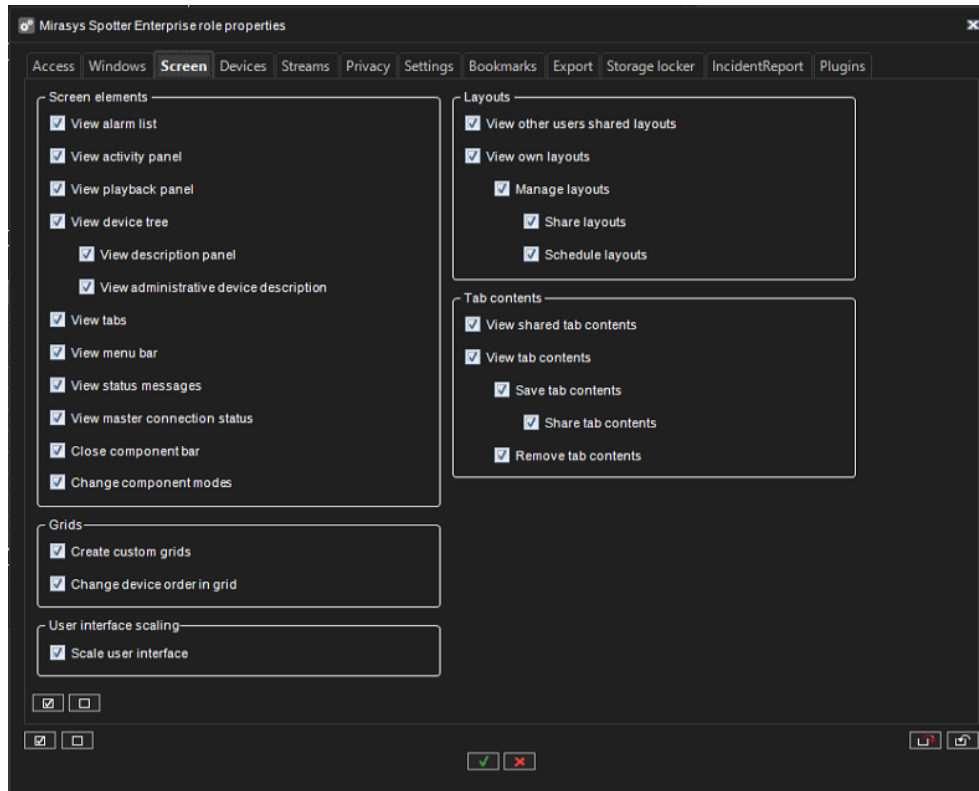 Mirasys Spotter Enterprise role properties
Access Windows Screen Devices Streams Privacy Settings Bookmarks Export Storage locker IncidentReport Plugins
Screen elements
View alarm list
View activity panel
View playback panel
View device tree
View description panel
View administrative device description
View tabs
View menu bar
View status messages
View master connection status
Close component bar
Change component modes
Grids
Create custom grids
Change device order in grid
User interface scaling
Scale user interface
Layouts
View other users shared layouts
View own layouts
Manage layouts
Share layouts
Schedule layouts
Tab contents
View shared tab contents
View tab contents
Save tab contents
Share tab contents
Remove tab contents